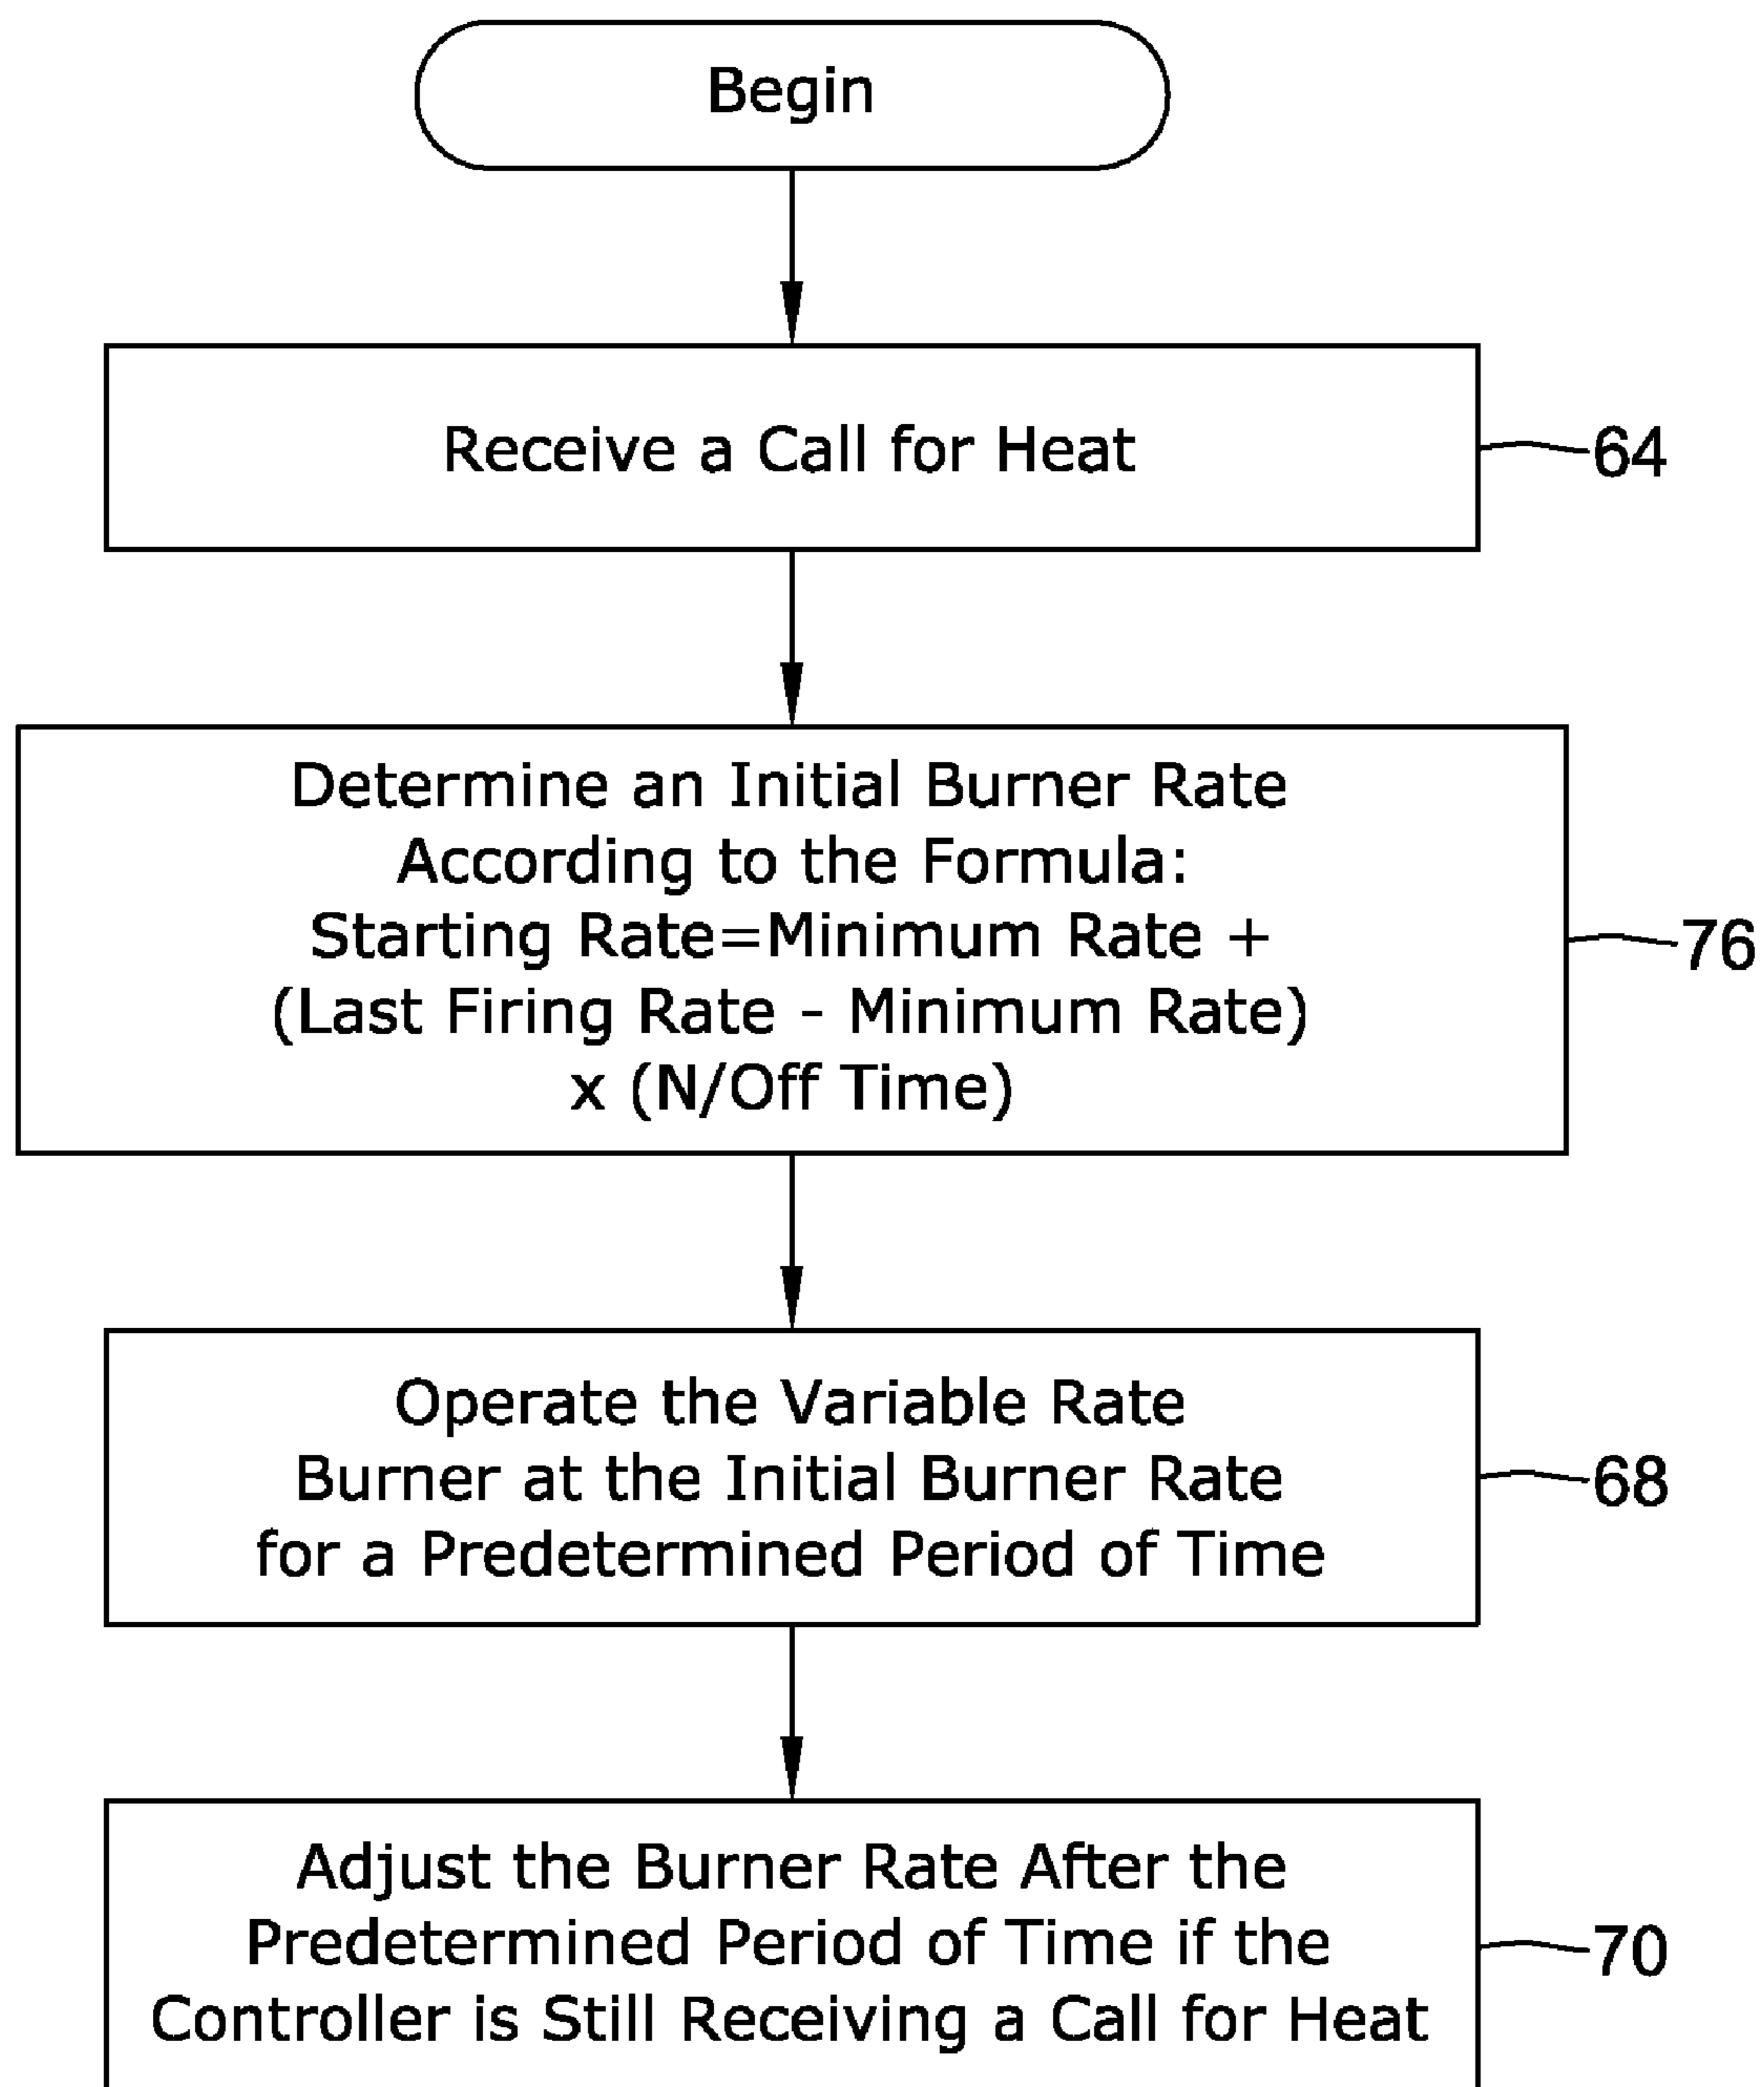 Begin
Receive a Call for Heat
64
Determine an Initial Burner Rate
According to the Formula:
Starting Rate=Minimum Rate +
(Last Firing Rate - Minimum Rate)
x (N/Off Time)
76
Operate the Variable Rate
Burner at the Initial Burner Rate
for a Predetermined Period of Time
68
Adjust the Burner Rate After the
Predetermined Period of Time if the
Controller is Still Receiving a Call for Heat
70